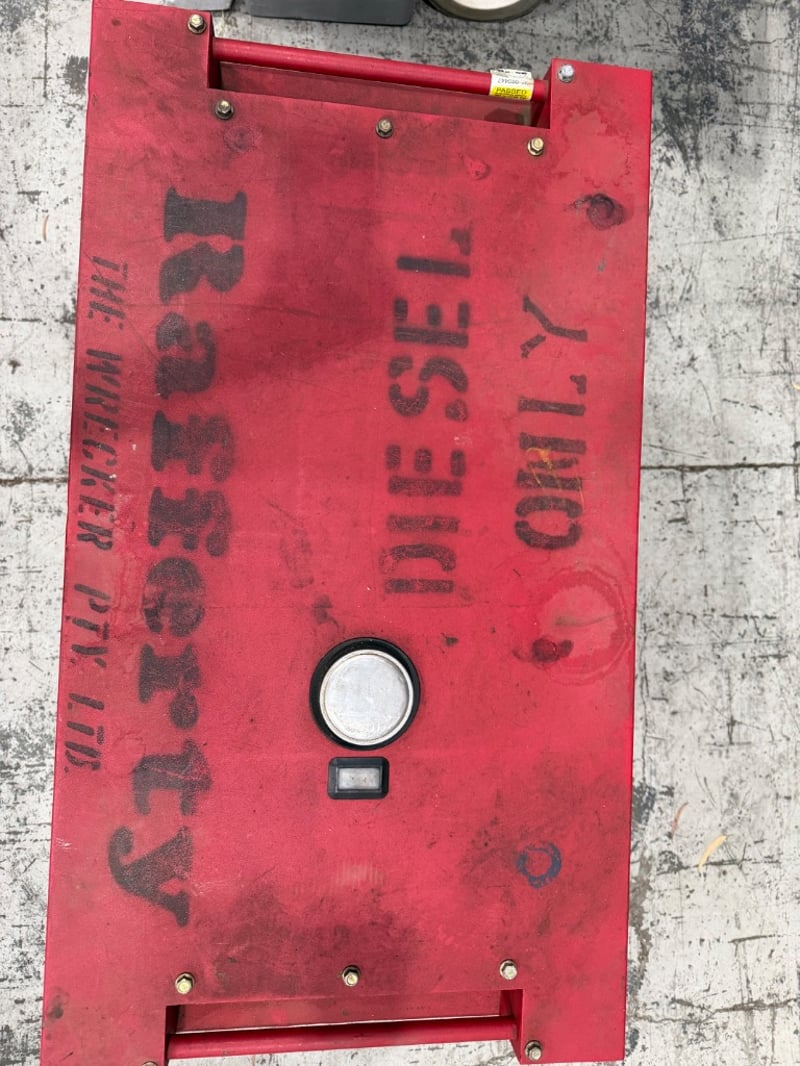 Rafferty
THE WRECKER PTY. LTD.
DIESEL
ONLY
PASSED